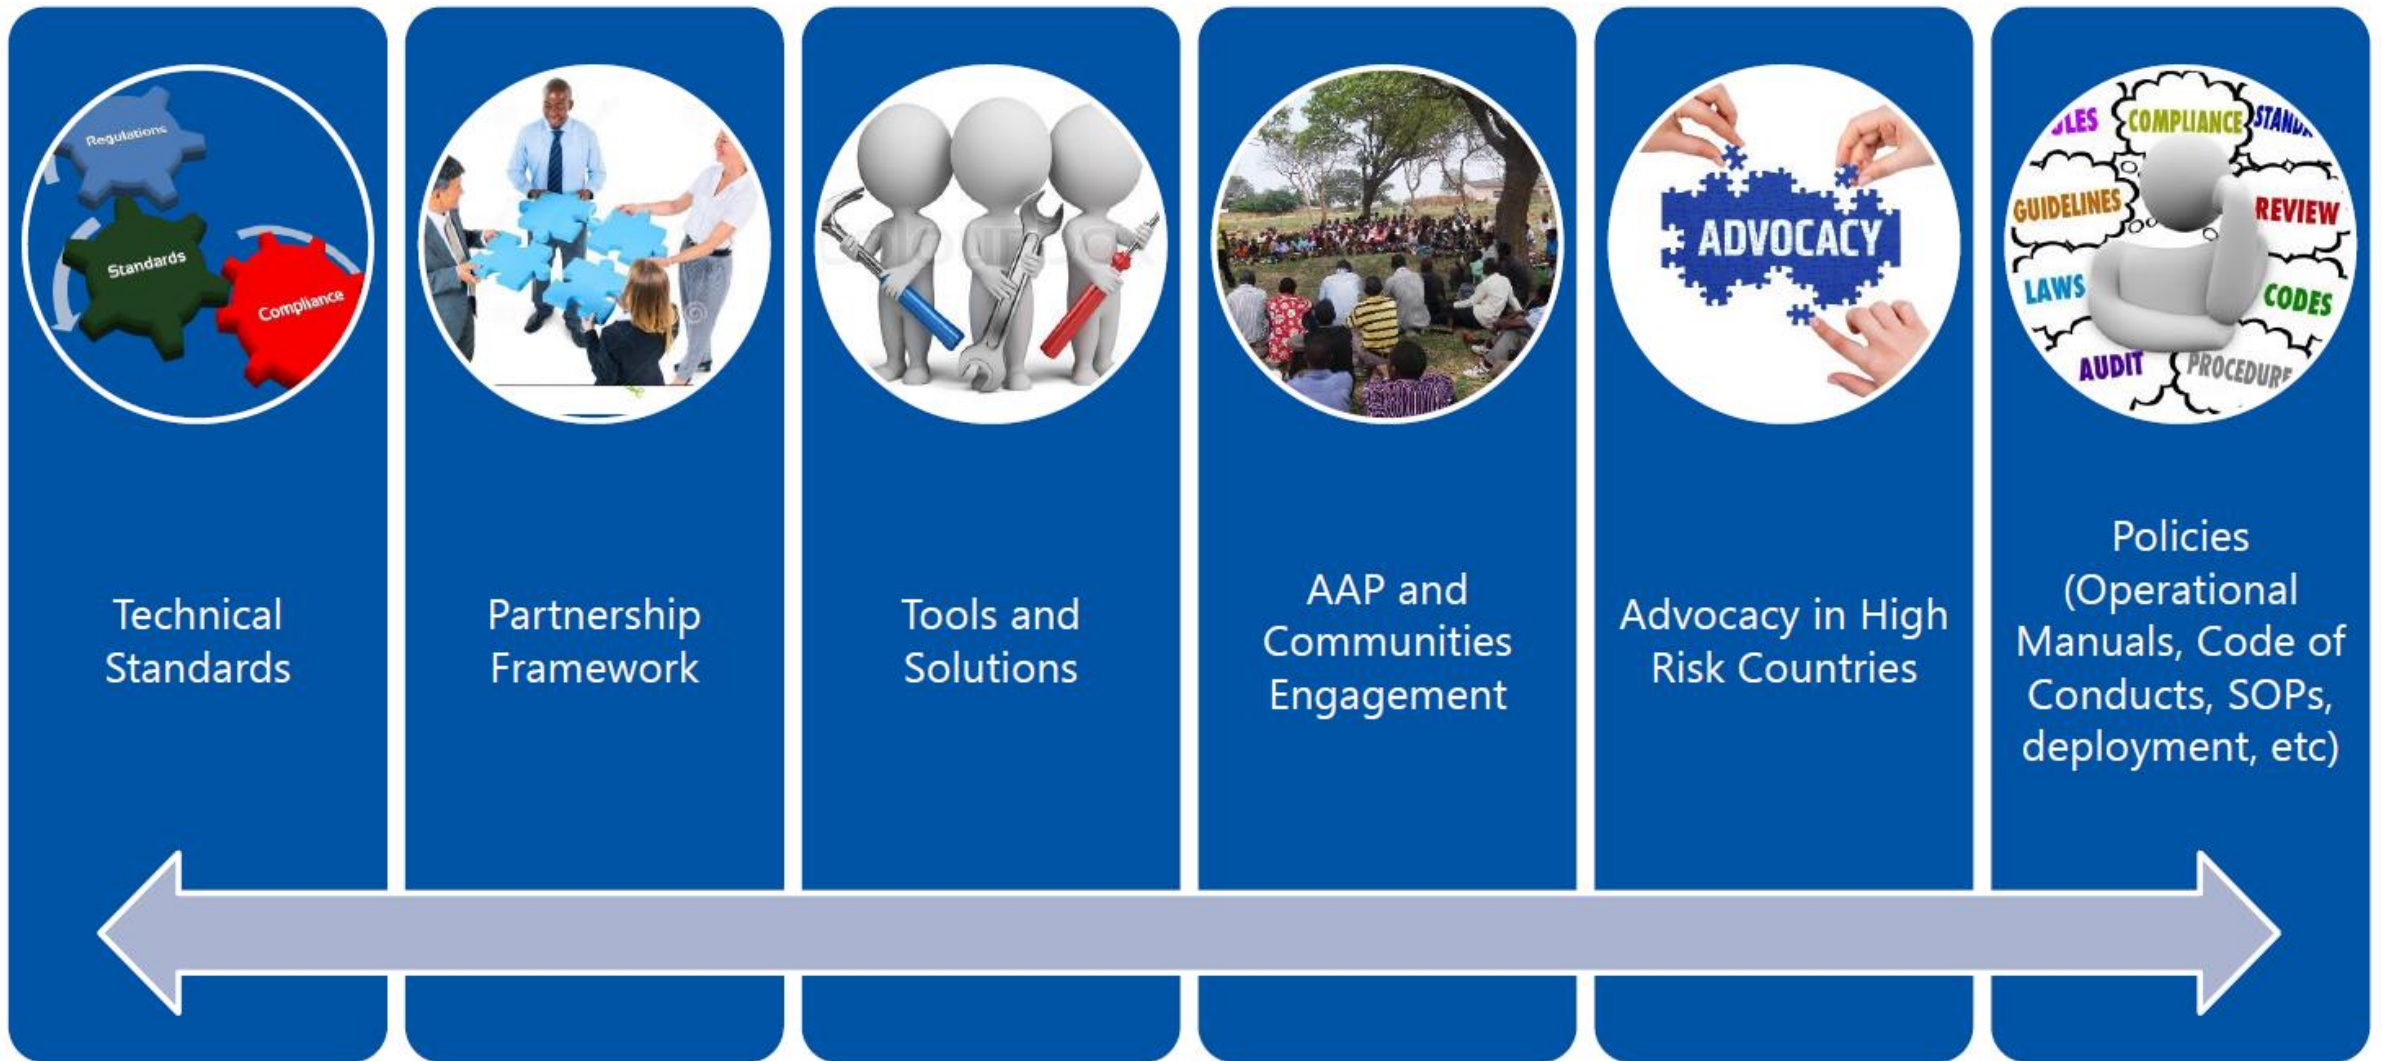 Regulations
Standards
Compliance
Technical
Standards
Partnership
Framework
Tools and
Solutions
AAP and
Communities
Engagement
ADVOCACY
Advocacy in High
Risk Countries
COMPLIANCE
GUIDELINES
REVIEW
LAWS
CODES
AUDIT
PROCEDURE
Policies
(Operational
Manuals, Code of
Conducts, SOPs,
deployment, etc)